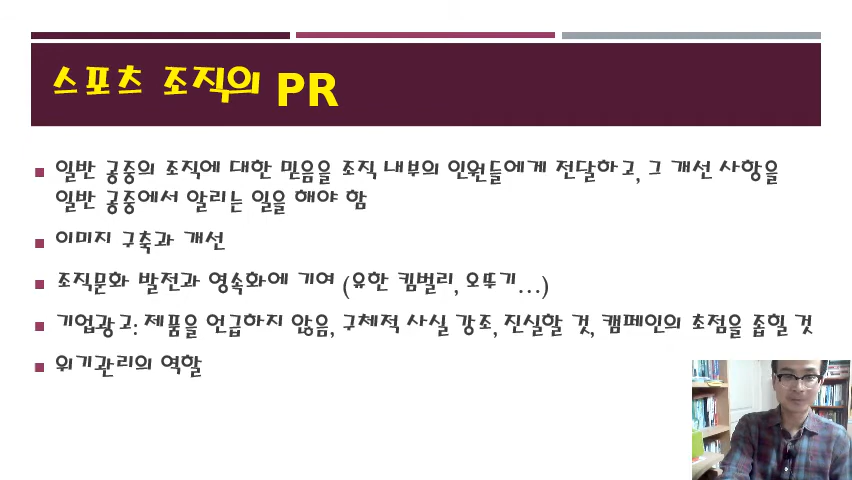 스포츠 조직의 PR
일반 공중의 조직에 대한 믿음을 조직 내부의 인원들에게 전달하고, 그 개선 사항을
일반 공중에서 알리는 일을 해야 함
이미지 구축과 개선
조직문화 발전과 영속화에 기여 (유한 킴벌리, 오뚜기...)
기업광고: 제품을 언급하지 않음, 구체적 사실 강조, 진실할 것, 캠페인의 초점을 좁힐 것
위기관리의 역할